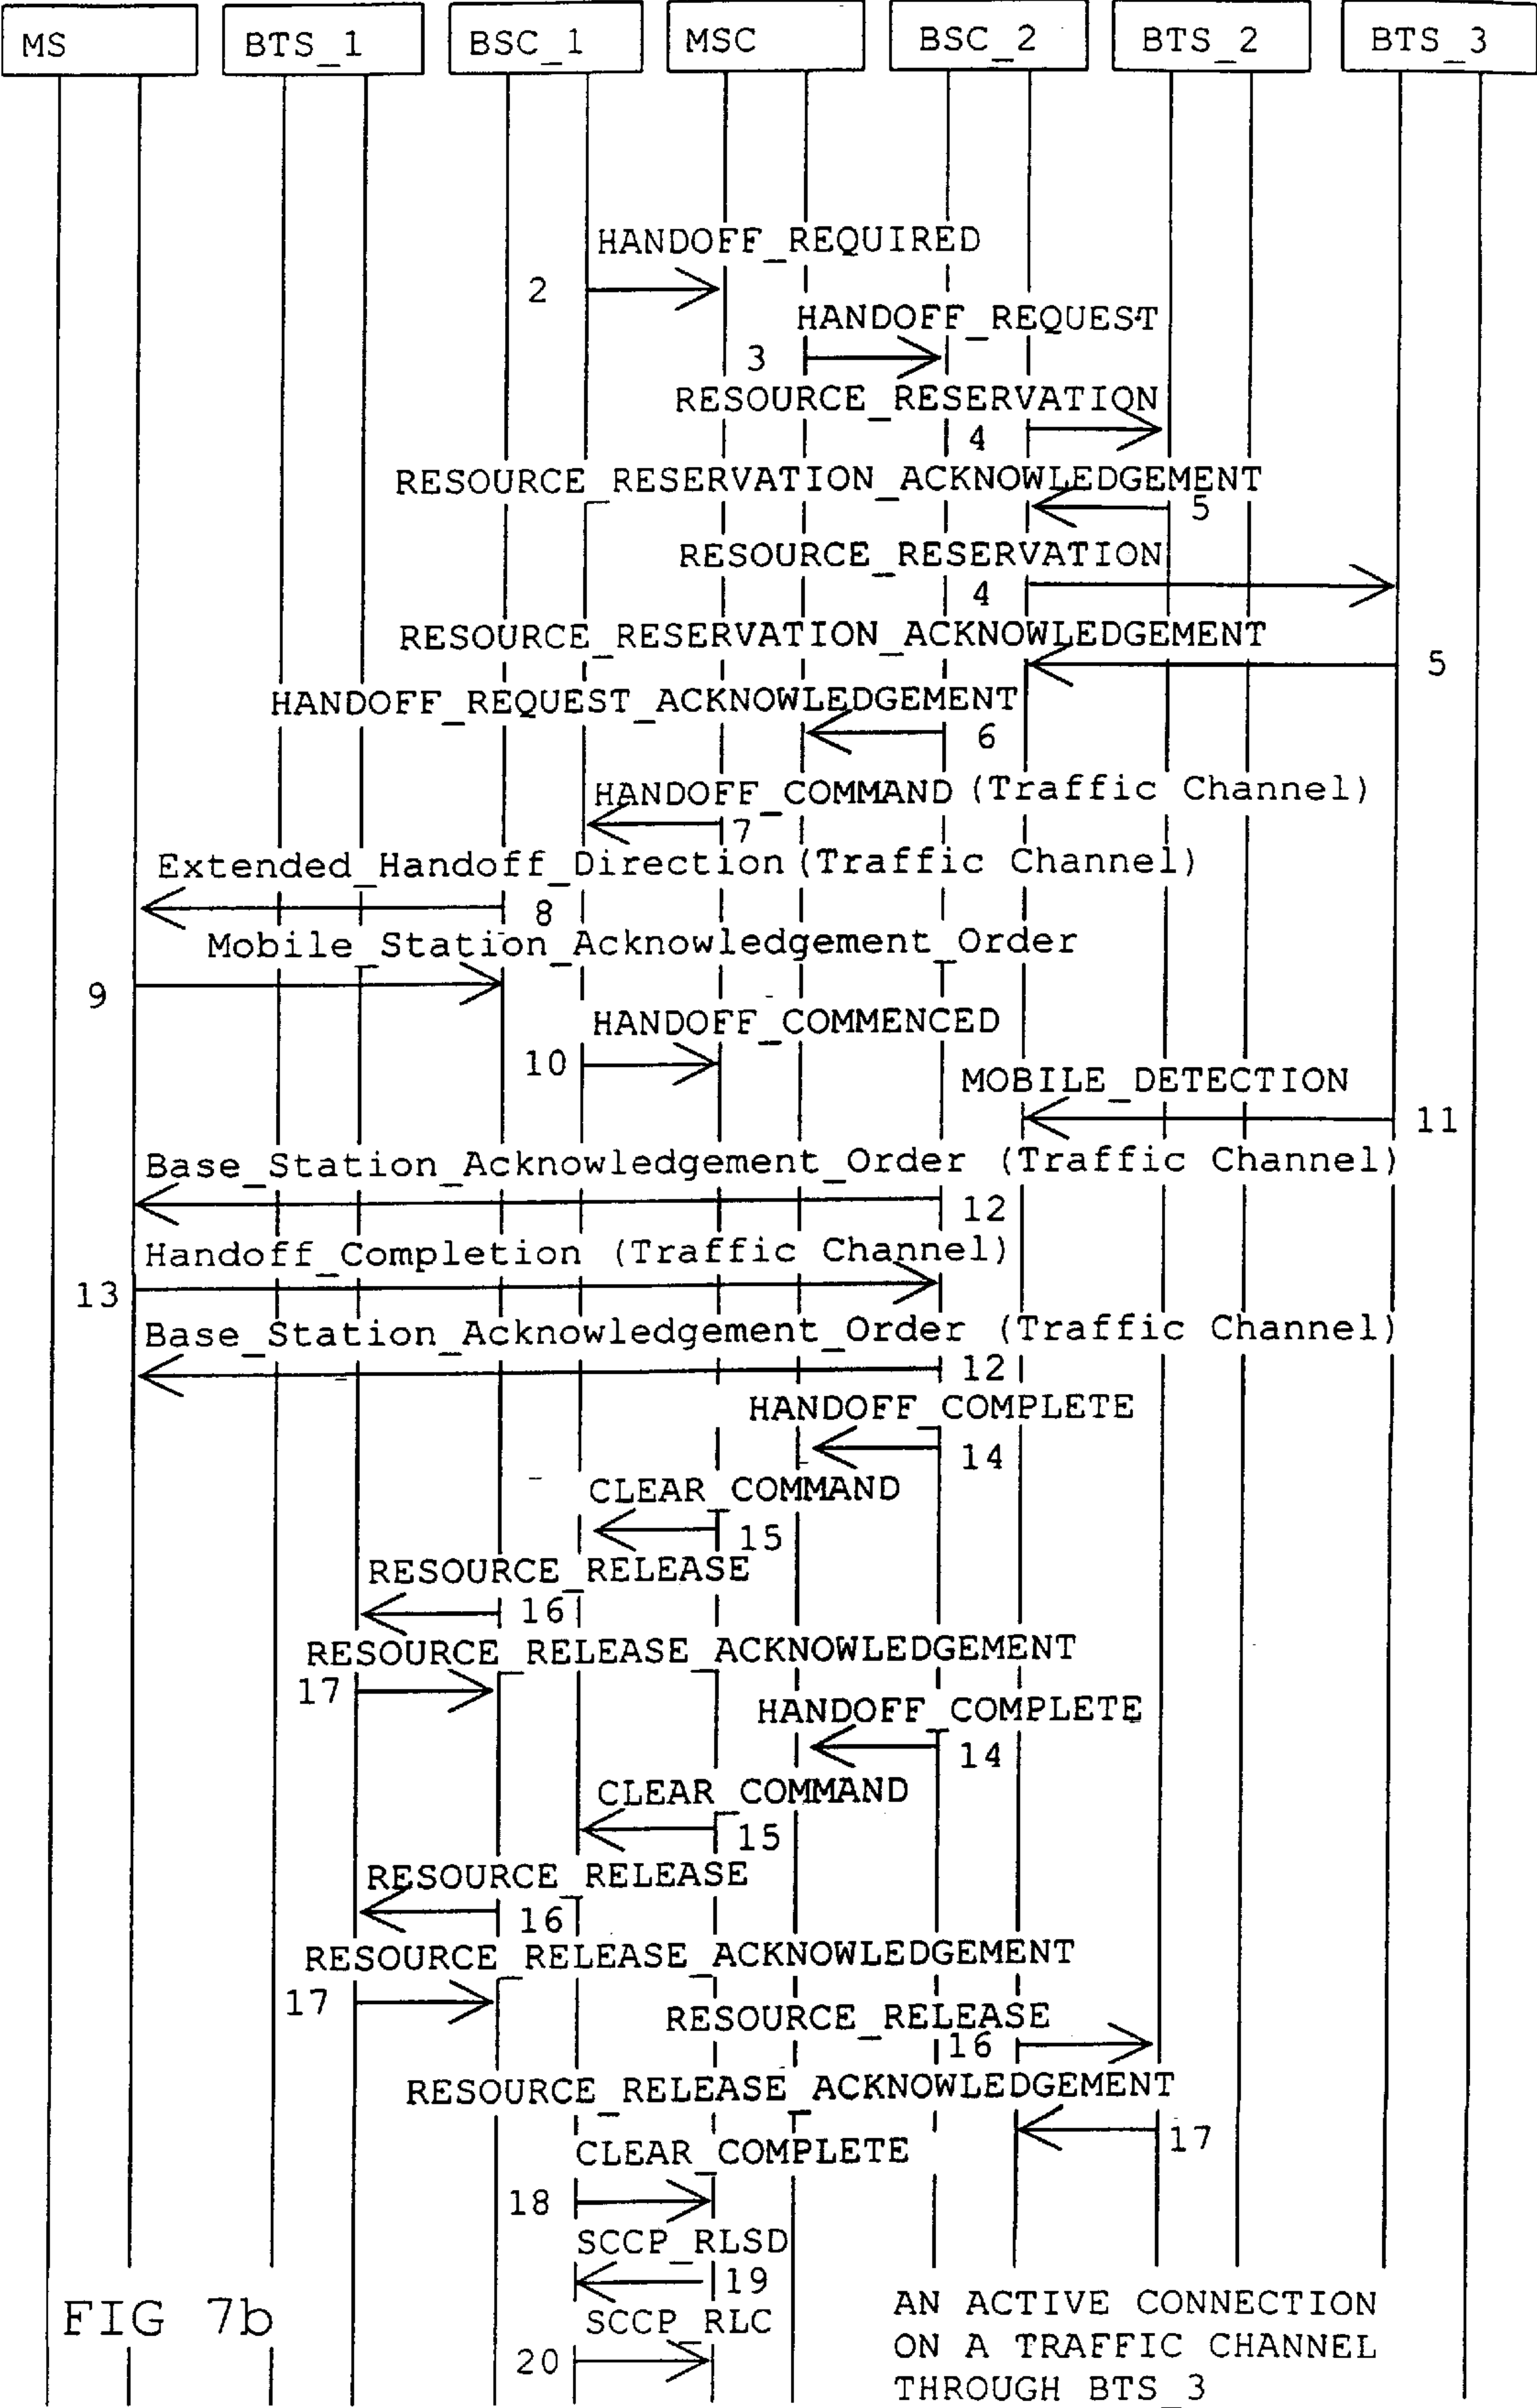 MS BTS_1 BSC_1 MSC BSC_2 BTS_2 BTS_3
HANDOFF_REQUIRED
2
HANDOFF_REQUEST
3
RESOURCE_RESERVATION
4
RESOURCE_RESERVATION_ACKNOWLEDGEMENT
5
RESOURCE_RESERVATION
4
RESOURCE_RESERVATION_ACKNOWLEDGEMENT
5
HANDOFF_REQUEST_ACKNOWLEDGEMENT
6
HANDOFF_COMMAND (Traffic Channel)
7
Extended_Handoff_Direction (Traffic Channel)
8
Mobile_Station_Acknowledgement_Order
9
HANDOFF_COMMENCED
10
MOBILE_DETECTION
11
Base_Station_Acknowledgement_Order (Traffic Channel)
12
Handoff_Completion (Traffic Channel)
13
Base_Station_Acknowledgement_Order (Traffic Channel)
12
HANDOFF_COMPLETE
14
CLEAR_COMMAND
15
RESOURCE_RELEASE
16
RESOURCE_RELEASE_ACKNOWLEDGEMENT
17
HANDOFF_COMPLETE
14
CLEAR_COMMAND
15
RESOURCE_RELEASE
16
RESOURCE_RELEASE_ACKNOWLEDGEMENT
17
RESOURCE_RELEASE
16
RESOURCE_RELEASE_ACKNOWLEDGEMENT
17
CLEAR_COMPLETE
18
SCCP_RLSD
19
SCCP_RLC
20
FIG 7b
AN ACTIVE CONNECTION
ON A TRAFFIC CHANNEL
THROUGH BTS_3